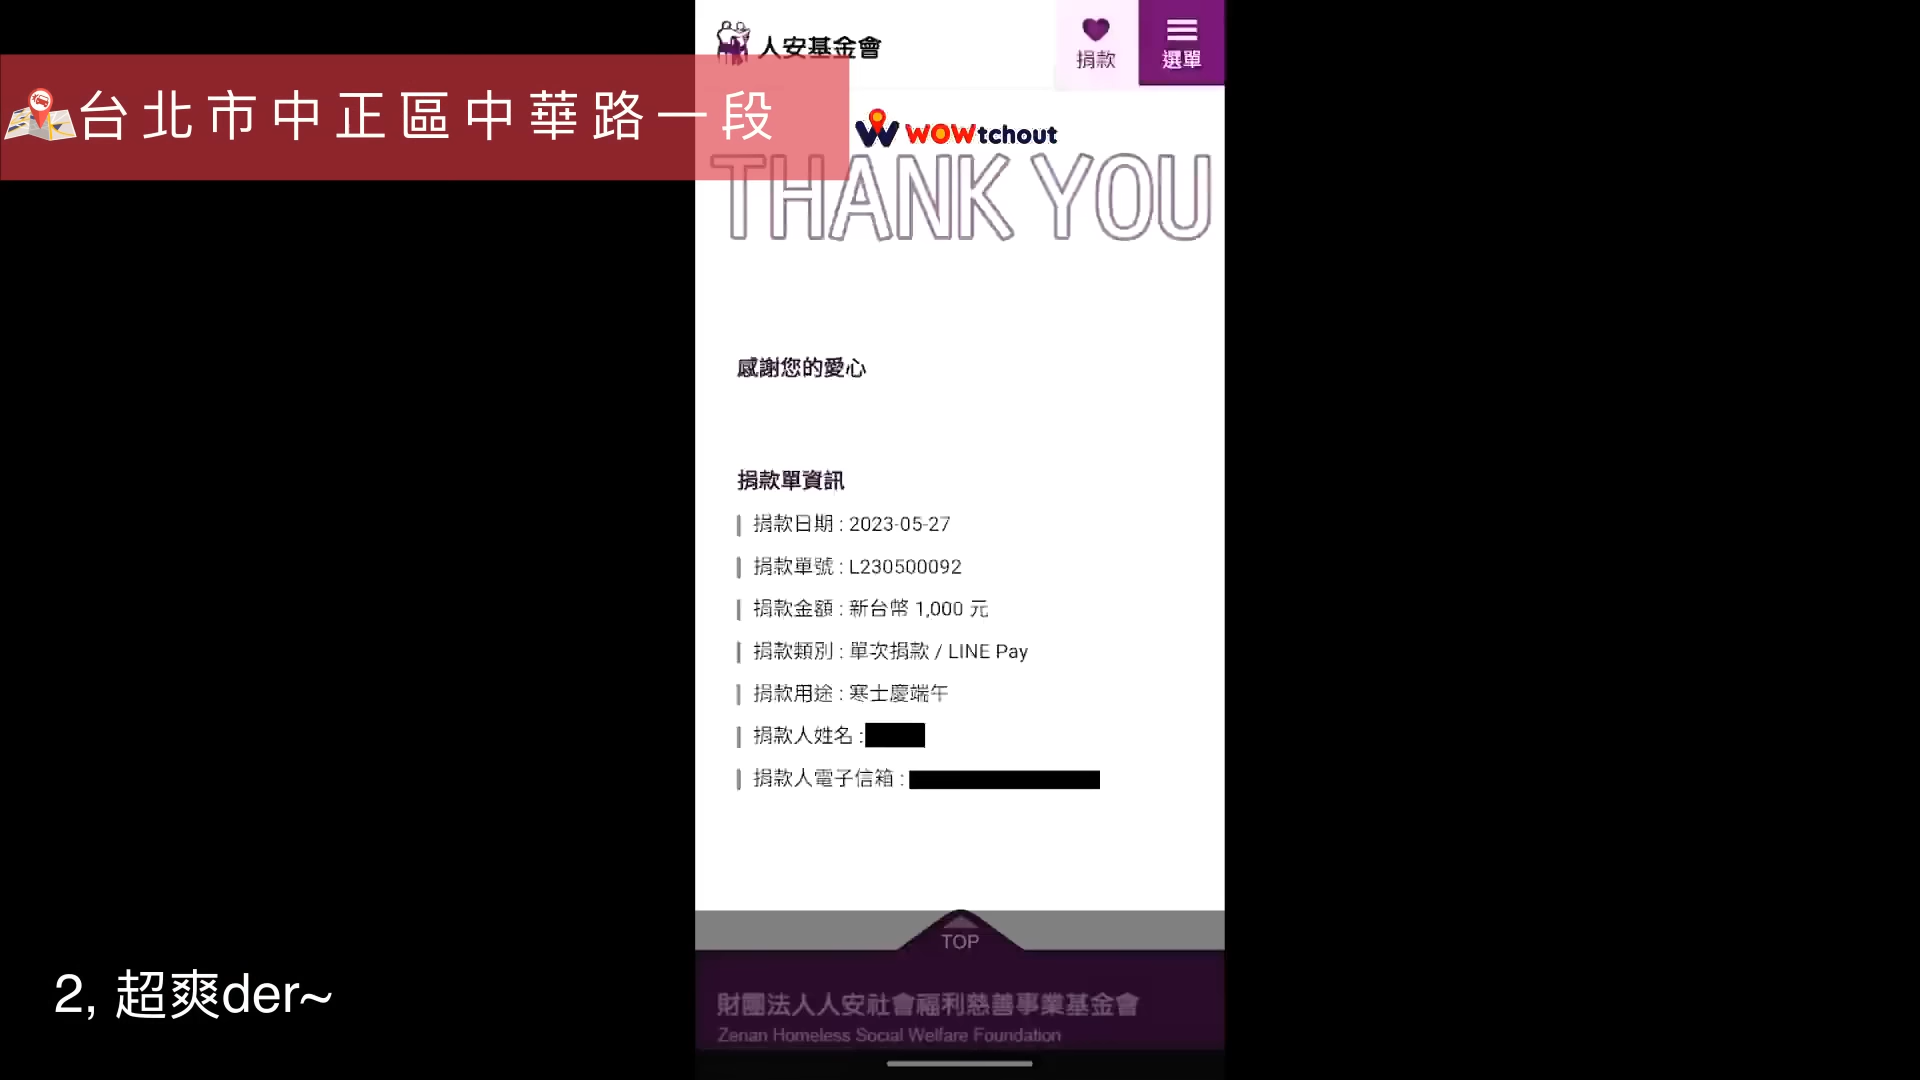 人安基金會
捐款
選單
台北市中正區中華路一段
WOWtchout
THANK YOU
感謝您的愛心
捐款單資訊
捐款日期 : 2023-05-27
捐款單號 : L230500092
捐款金額 : 新台幣 1,000 元
捐款類別 : 單次捐款 / LINE Pay
捐款用途 : 寒士慶端午
捐款人姓名 :
捐款人電子信箱 :
TOP
2, 超爽der~
財團法人人安社會福利慈善事業基金會
Zenan Homeless Social Welfare Foundation